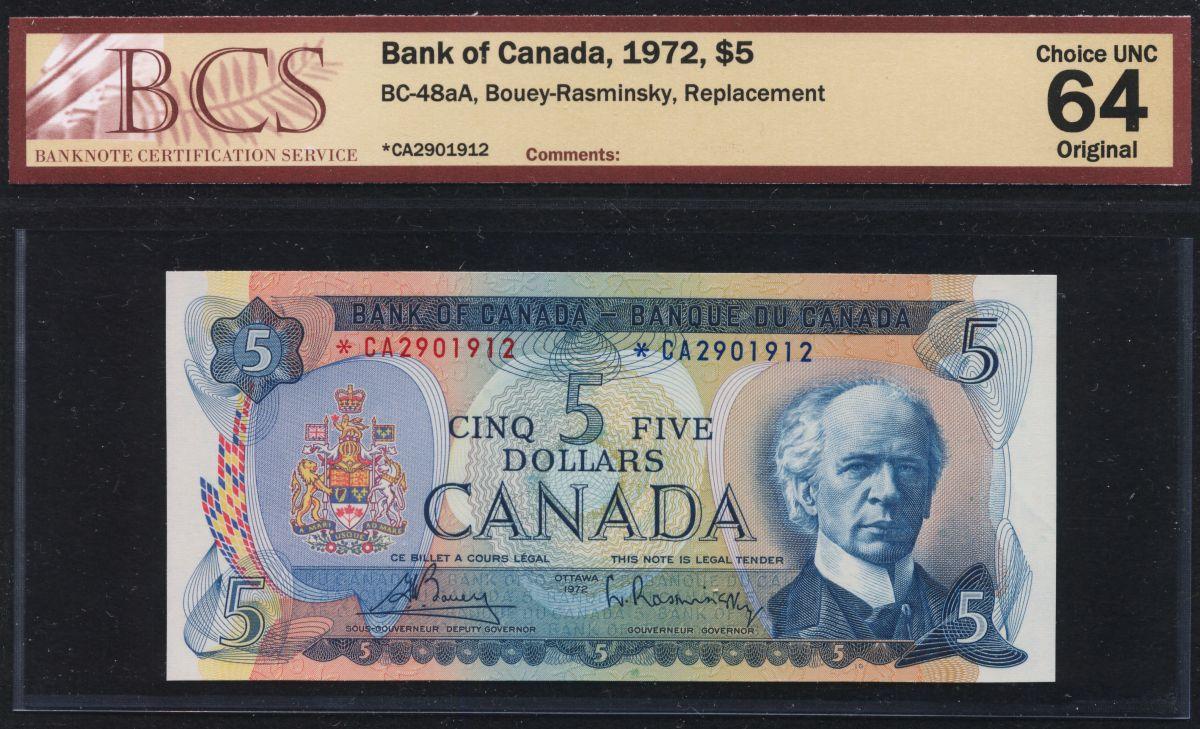 BCS
BANKNOTE CERTIFICATION SERVICE
Bank of Canada, 1972, $5
BC-48aA, Bouey-Rasminsky, Replacement
*CA2901912 Comments:
Choice UNC
64
Original
BANK OF CANADA – BANQUE DU CANADA
5
* CA2901912 * CA2901912
5
5
CINQ FIVE
DOLLARS
CANADA
A MARI USQUE AD MARE
CE BILLET A COURS LÉGAL THIS NOTE IS LEGAL TENDER
OTTAWA
1972
G.K. Bouey L. Rasminsky
SOUS-GOUVERNEUR DEPUTY GOVERNOR GOUVERNEUR GOVERNOR
5 5
5 5 5